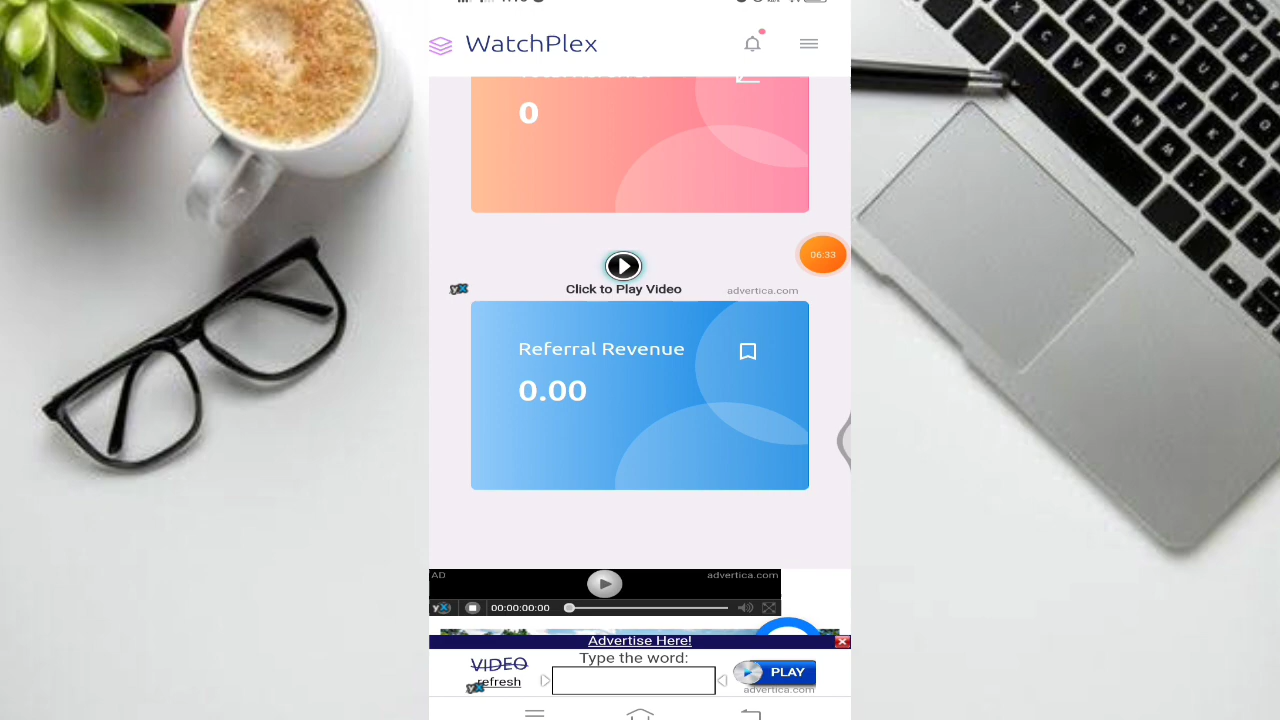 WatchPlex
0
06:33
Click to Play Video
advertica.com
Referral Revenue
0.00
AD
advertica.com
00:00:00:00
Advertise Here!
Type the word:
VIDEO
refresh
PLAY
advertica.com